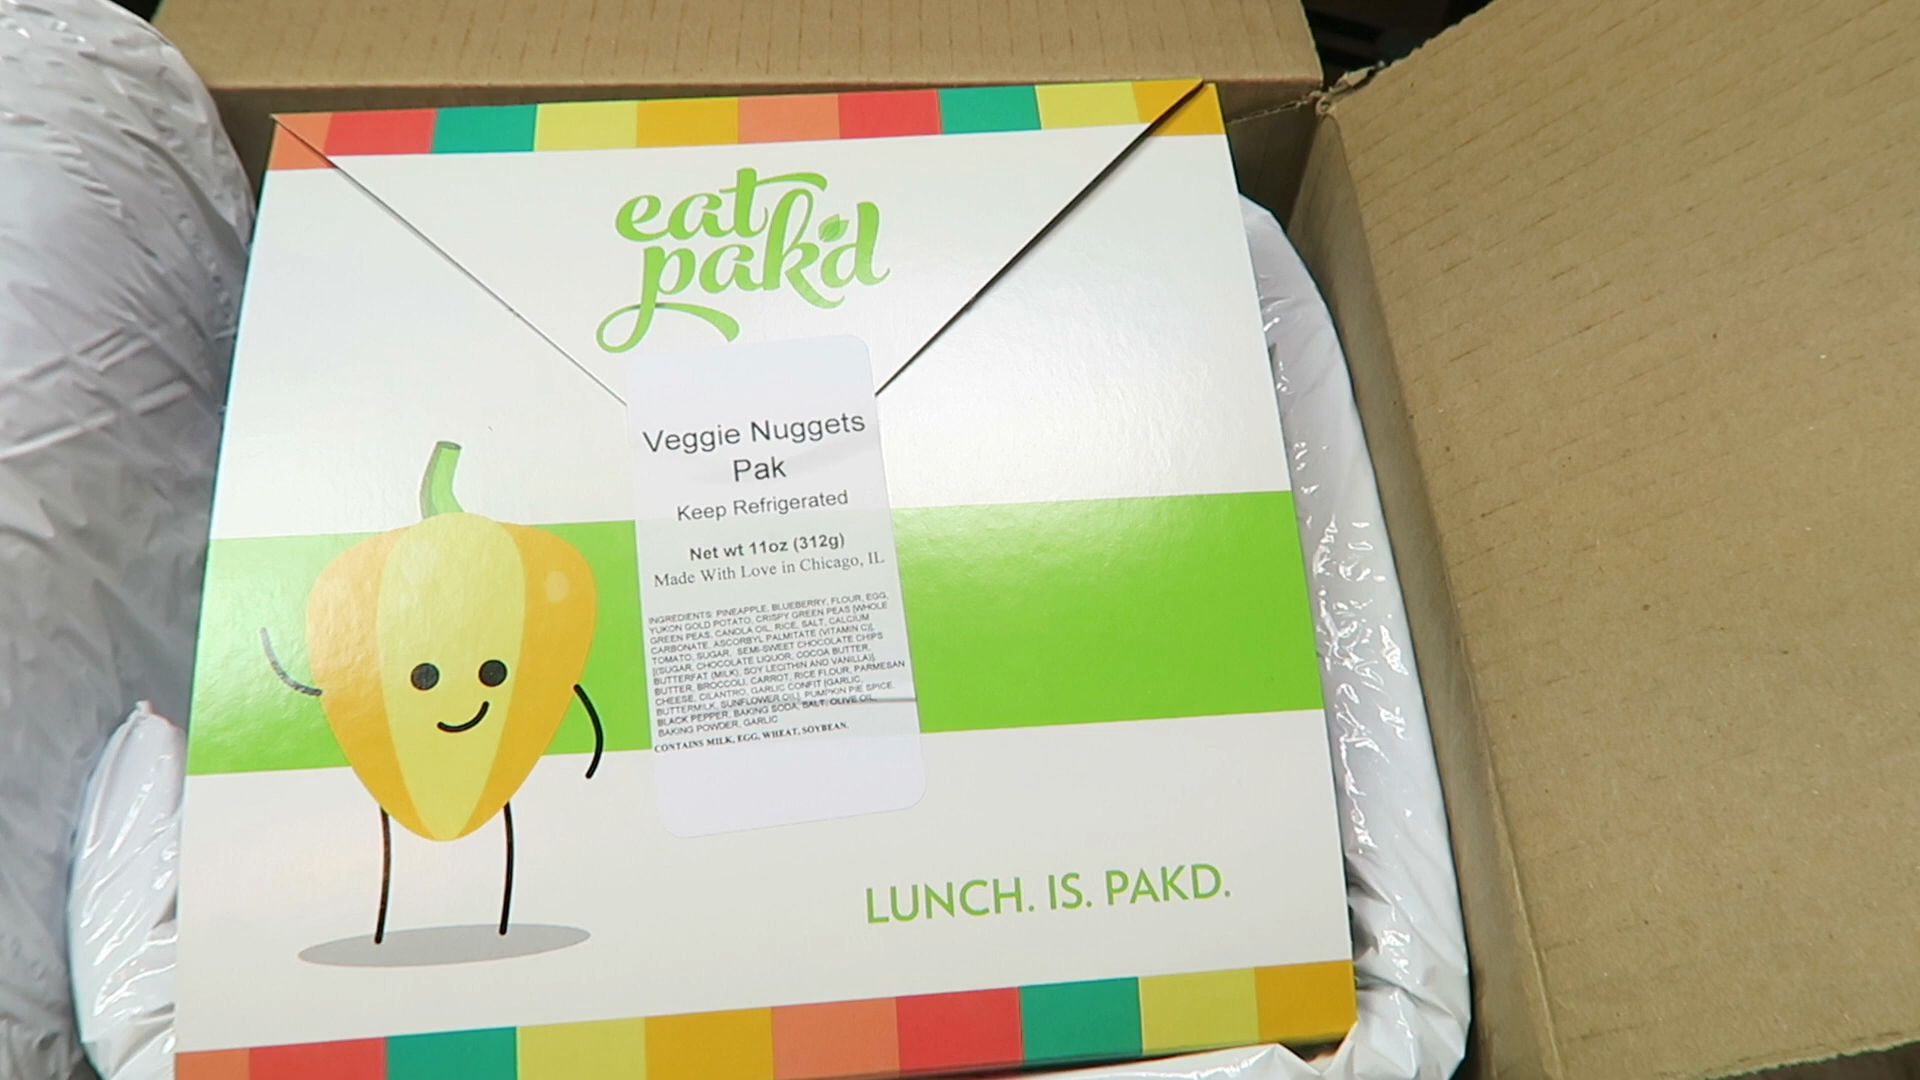 eat
pak'd
Veggie Nuggets
Pak
Keep Refrigerated
Net wt 11oz (312g)
Made With Love in Chicago, IL
INGREDIENTS: PINEAPPLE, BLUEBERRY, FLOUR, EGG,
YUKON GOLD POTATO, CRISPY GREEN PEAS [WHOLE
GREEN PEAS, CANOLA OIL, RICE, SALT, CALCIUM
CARBONATE, ASCORBYL PALMITATE (VITAMIN C)],
TOMATO, SUGAR, SEMI-SWEET CHOCOLATE CHIPS
[(SUGAR, CHOCOLATE LIQUOR, COCOA BUTTER,
BUTTERFAT (MILK), SOY LECITHIN AND VANILLA)],
BUTTER, BROCCOLI, CARROT, RICE FLOUR, PARMESAN
CHEESE, CILANTRO, GARLIC CONFIT [GARLIC,
BUTTERMILK, SUNFLOWER OIL], PUMPKIN PIE SPICE,
BLACK PEPPER, BAKING SODA, SALT, OLIVE OIL,
BAKING POWDER, GARLIC
CONTAINS MILK, EGG, WHEAT, SOYBEAN.
LUNCH. IS. PAKD.